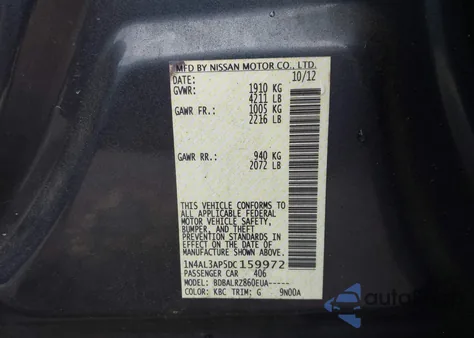 MFD BY NISSAN MOTOR CO., LTD.
DATE: 10/12
GVWR: 1910 KG
4211 LB
GAWR FR.: 1005 KG
2216 LB
GAWR RR.: 940 KG
2072 LB
THIS VEHICLE CONFORMS TO
ALL APPLICABLE FEDERAL
MOTOR VEHICLE SAFETY,
BUMPER, AND THEFT
PREVENTION STANDARDS IN
EFFECT ON THE DATE OF
MANUFACTURE SHOWN ABOVE.
1N4AL3AP5DC159972
PASSENGER CAR 406
MODEL: BDBALRZ860EUA-----
COLOR: KBC TRIM: G 9N00A